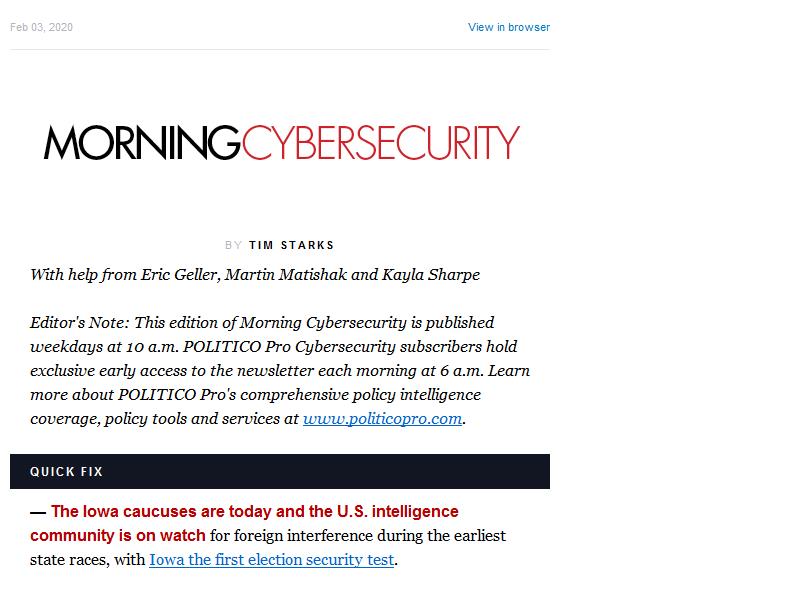 Feb 03, 2020
View in browser
MORNINGCYBERSECURITY
BY TIM STARKS
With help from Eric Geller, Martin Matishak and Kayla Sharpe
Editor's Note: This edition of Morning Cybersecurity is published
weekdays at 10 a.m. POLITICO Pro Cybersecurity subscribers hold
exclusive early access to the newsletter each morning at 6 a.m. Learn
more about POLITICO Pro's comprehensive policy intelligence
coverage, policy tools and services at www.politicopro.com.
QUICK FIX
— The Iowa caucuses are today and the U.S. intelligence
community is on watch for foreign interference during the earliest
state races, with Iowa the first election security test.